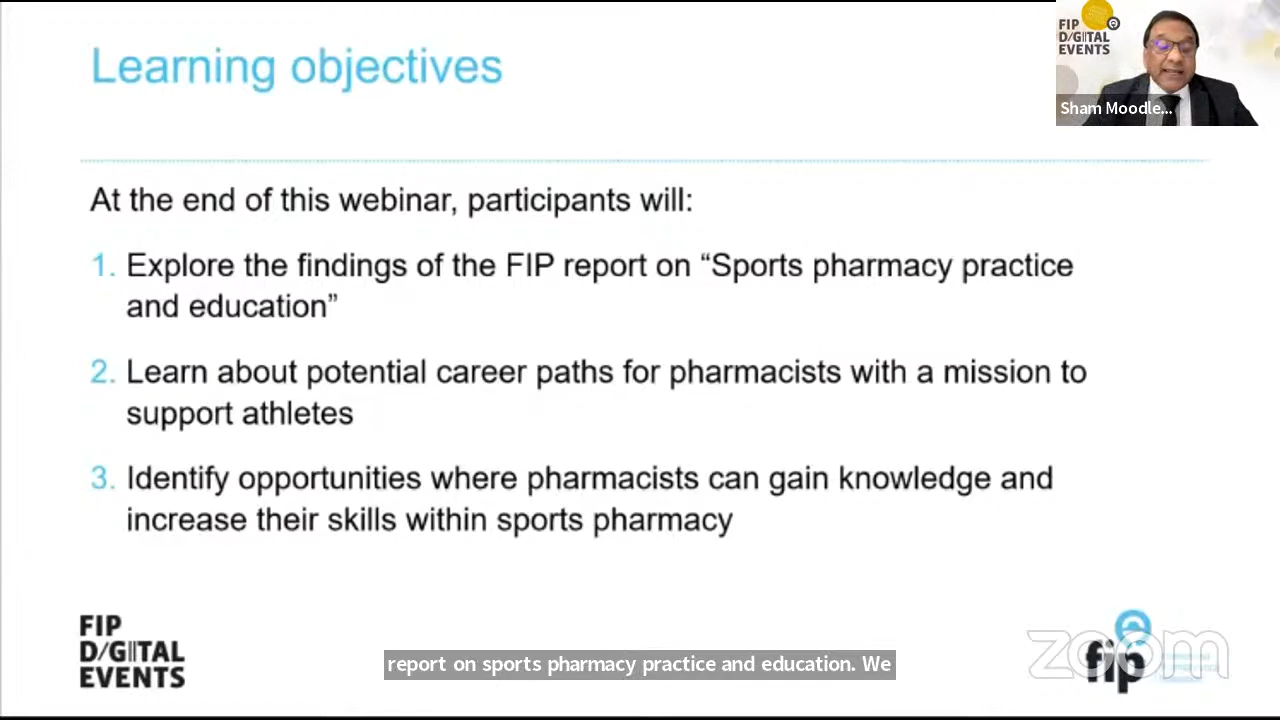 Learning objectives
FIP
D/G||TAL
EVENTS
Sham Moodle...
At the end of this webinar, participants will:
1. Explore the findings of the FIP report on “Sports pharmacy practice
and education”
2. Learn about potential career paths for pharmacists with a mission to
support athletes
3. Identify opportunities where pharmacists can gain knowledge and
increase their skills within sports pharmacy
FIP
D/G||TAL
EVENTS
report on sports pharmacy practice and education. We
zoom
fip